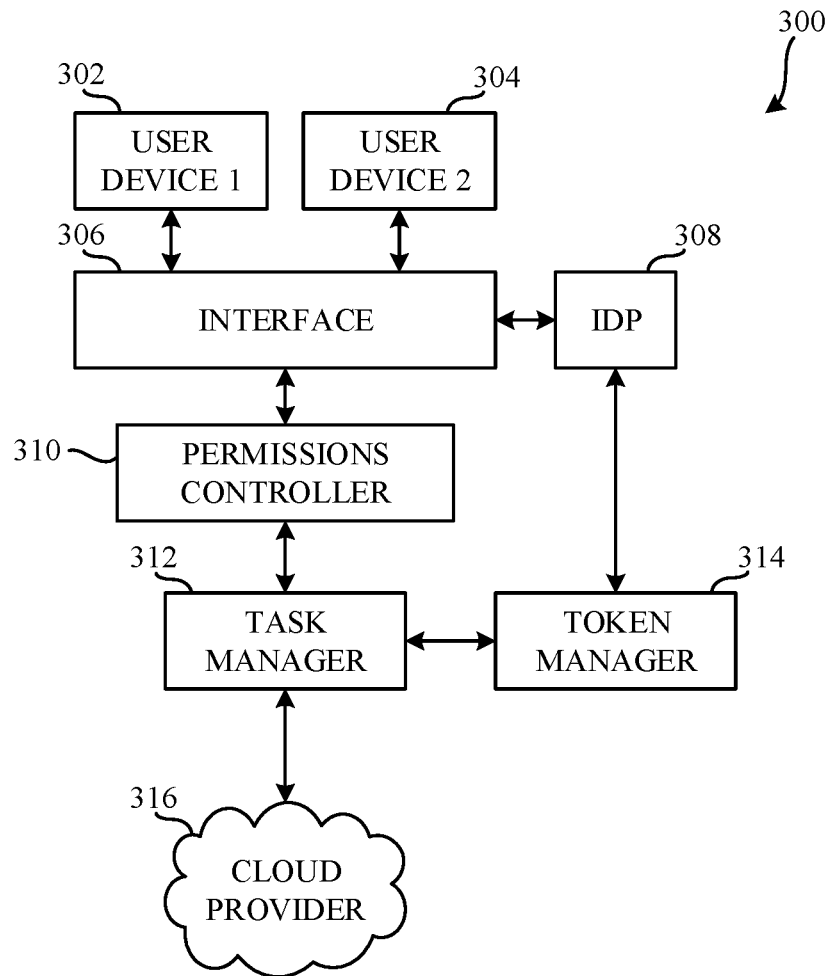 300
302
304
USER
DEVICE 1
USER
DEVICE 2
306
308
INTERFACE
IDP
310
PERMISSIONS
CONTROLLER
312
314
TASK
MANAGER
TOKEN
MANAGER
316
CLOUD
PROVIDER